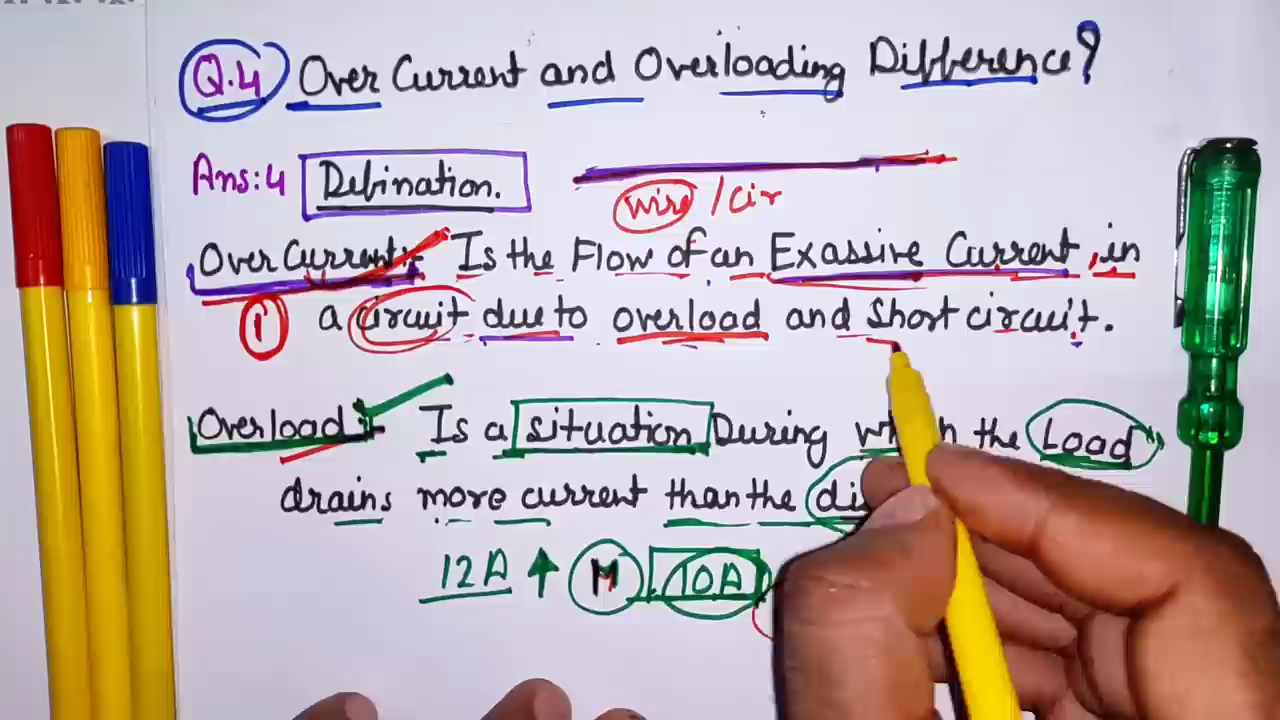 Q.4 Over Current and Overloading Difference?
Ans:4 Defination.
Wire / Cir
Over Current:- Is the Flow of an Exassive Current, in
① a circuit due to overload and Short circuit.
Overload:- Is a situation During the Load
drains more current than the
12A ↑ M 10A